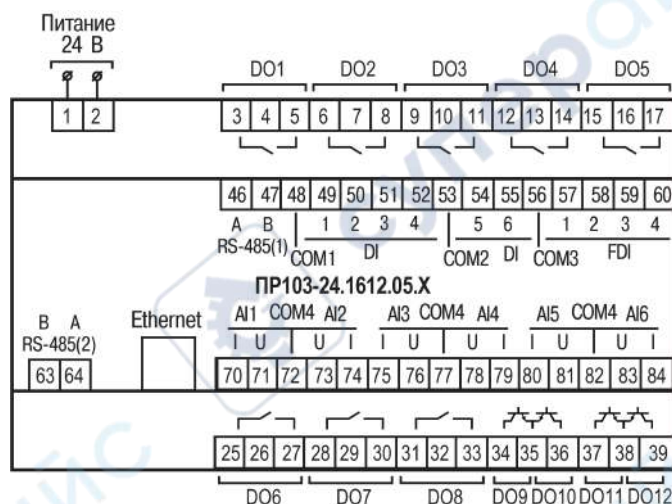 Питание
24 В
DO1 DO2 DO3 DO4 DO5
1 2 3 4 5 6 7 8 9 10 11 12 13 14 15 16 17
46 47 48 49 50 51 52 53 54 55 56 57 58 59 60
A B 1 2 3 4 5 6 1 2 3 4
RS-485(1) COM1 DI COM2 DI COM3 FDI
ПР103-24.1612.05.X
B A Ethernet AI1 COM4 AI2 AI3 COM4 AI4 AI5 COM4 AI6
RS-485(2) I U U I I U U I I U U I
63 64 70 71 72 73 74 75 76 77 78 79 80 81 82 83 84
25 26 27 28 29 30 31 32 33 34 35 36 37 38 39
DO6 DO7 DO8 DO9 DO10 DO11 DO12